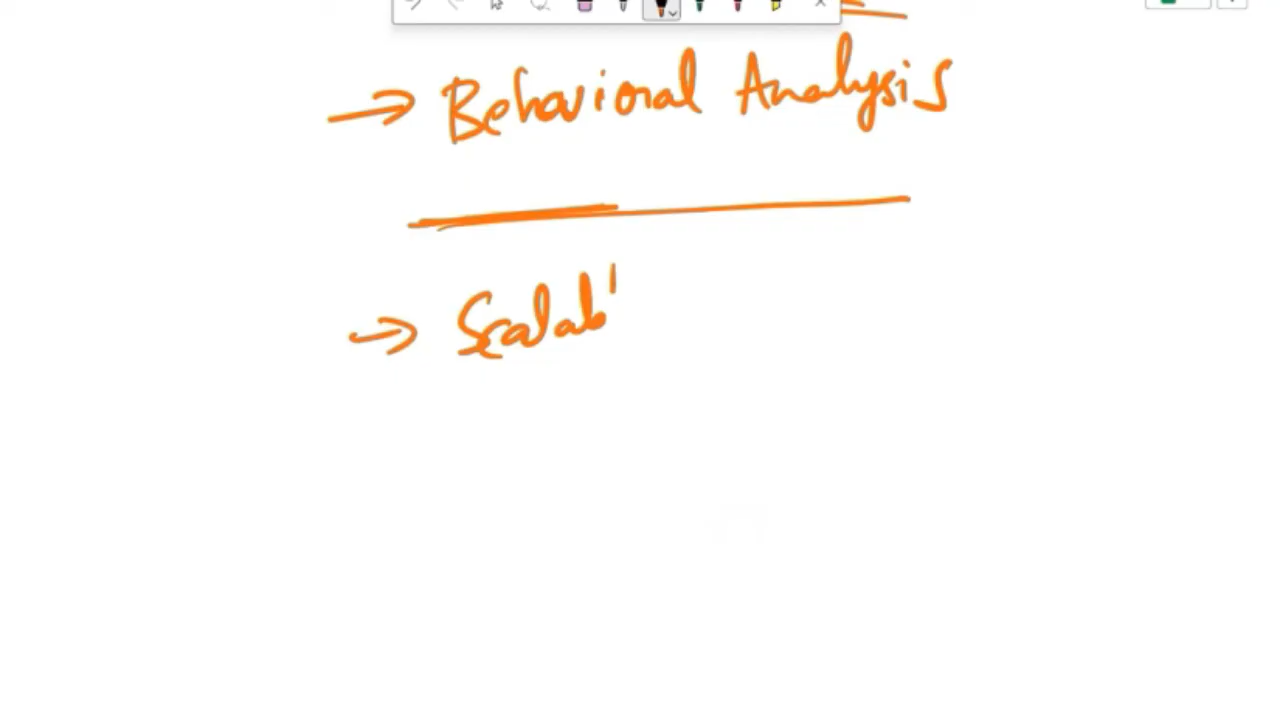 → Behavioral Analysis
→ Scalab